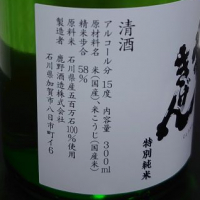 清酒
アルコール分 15度 内容量 300ml
原材料名 米(国産)、米こうじ(国産米)
精米歩合 58%
原料米 石川県産五百万石100%使用
製造者 鹿野酒造株式会社
石川県加賀市八日市町イ6
特別純米